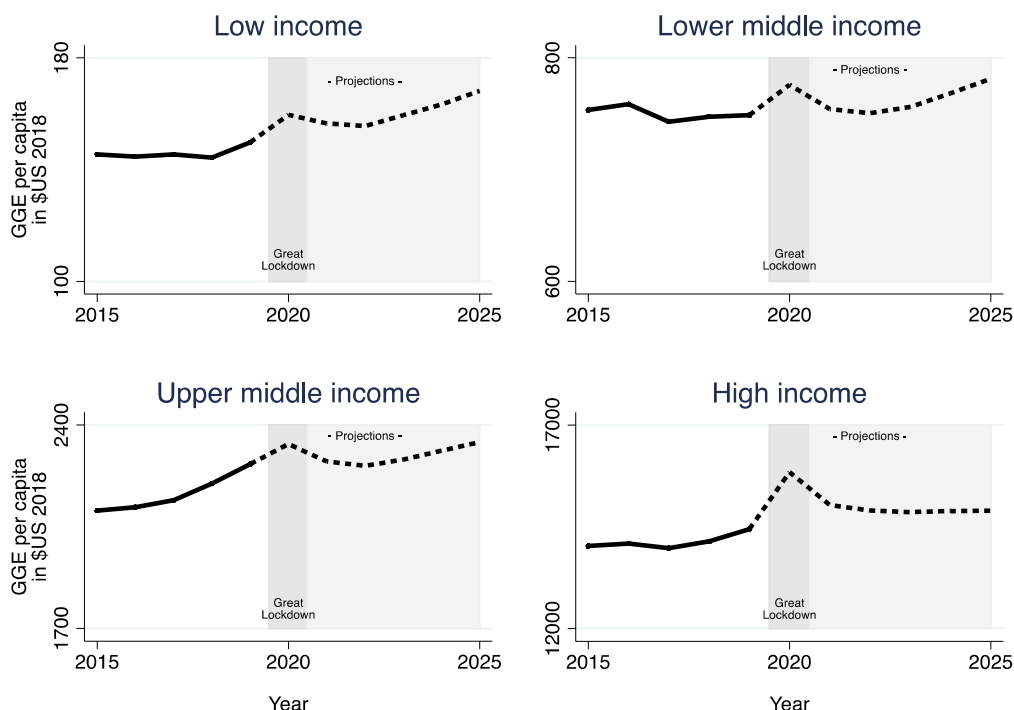 Low income
GGE per capita
in $US 2018
180
100
- Projections -
Great
Lockdown
2015
2020
2025
Lower middle income
800
600
- Projections -
Great
Lockdown
2015
2020
2025
Upper middle income
GGE per capita
in $US 2018
2400
1700
- Projections -
Great
Lockdown
2015
2020
2025
Year
High income
17000
12000
- Projections -
Great
Lockdown
2015
2020
2025
Year